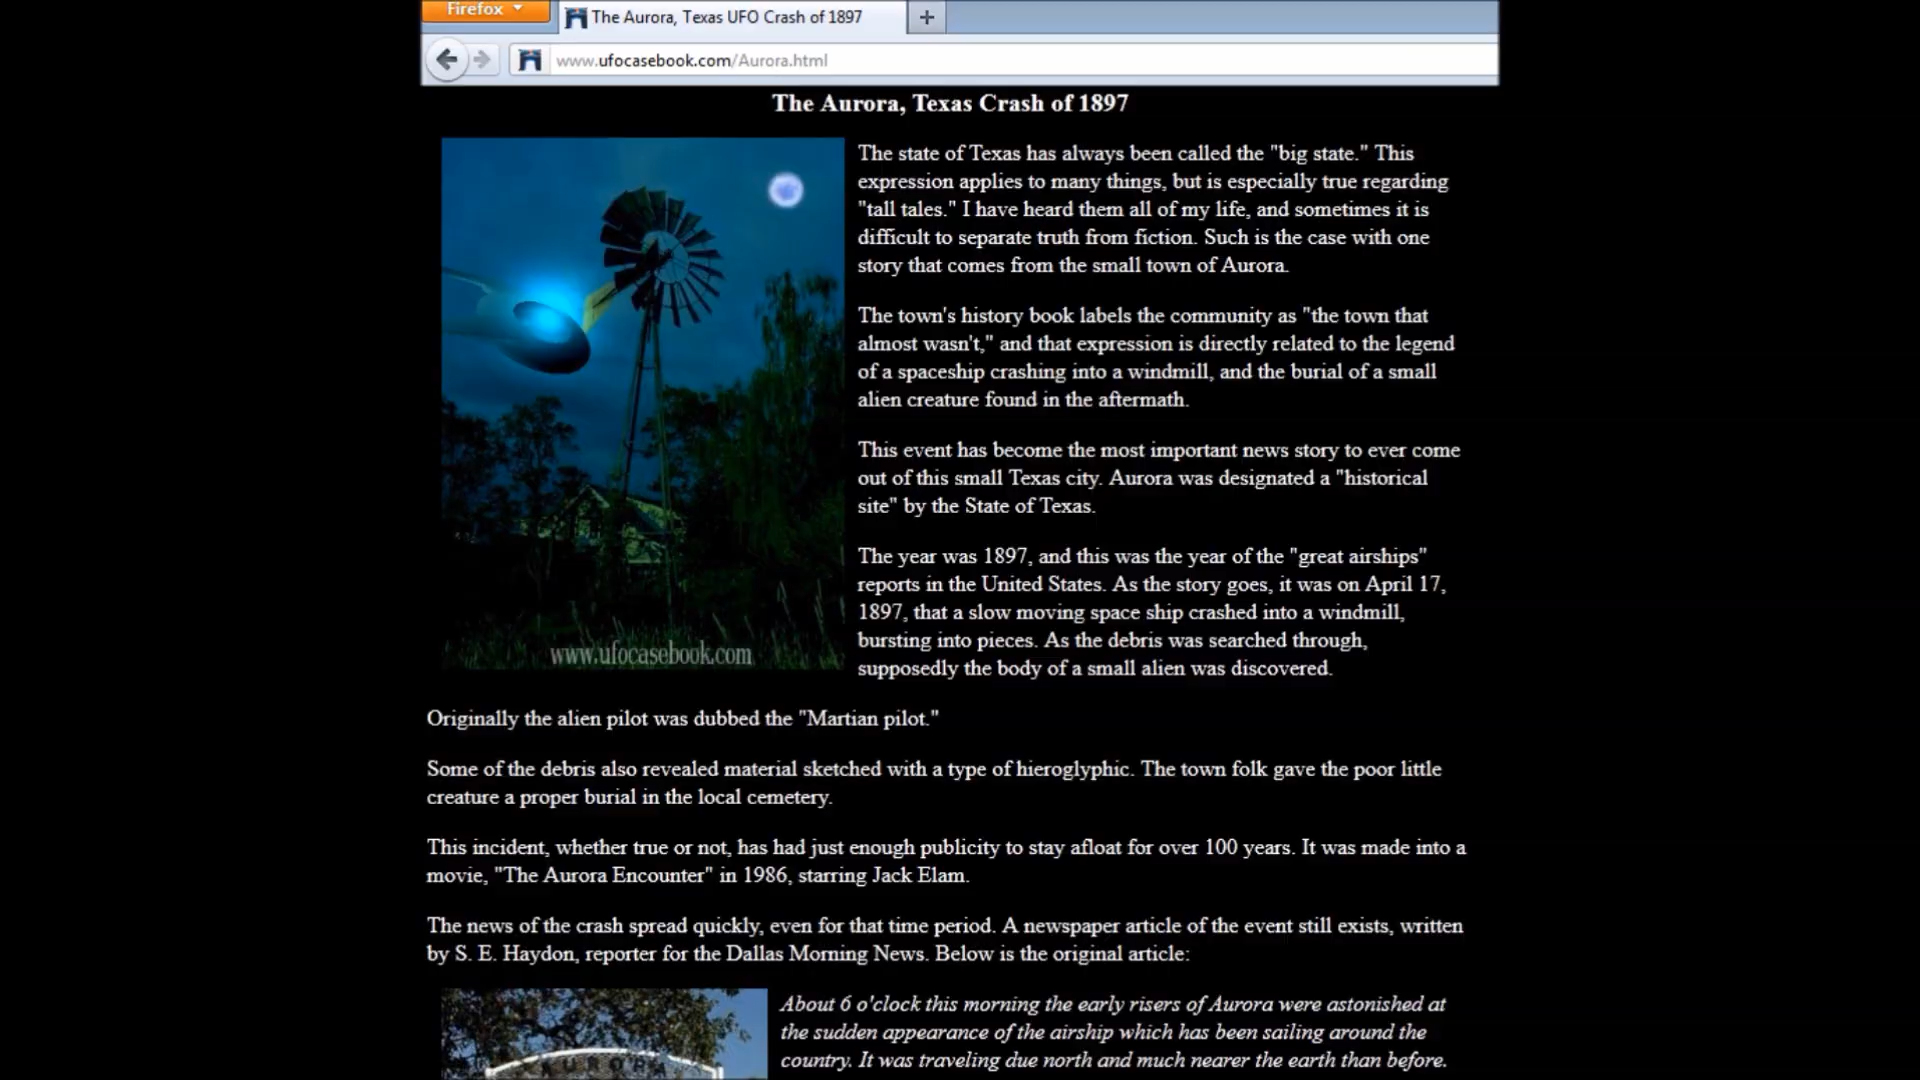 Firefox
The Aurora, Texas UFO Crash of 1897
www.ufocasebook.com/Aurora.html
The Aurora, Texas Crash of 1897
The state of Texas has always been called the "big state." This
expression applies to many things, but is especially true regarding
"tall tales." I have heard them all of my life, and sometimes it is
difficult to separate truth from fiction. Such is the case with one
story that comes from the small town of Aurora.
The town's history book labels the community as "the town that
almost wasn't," and that expression is directly related to the legend
of a spaceship crashing into a windmill, and the burial of a small
alien creature found in the aftermath.
This event has become the most important news story to ever come
out of this small Texas city. Aurora was designated a "historical
site" by the State of Texas.
The year was 1897, and this was the year of the "great airships"
reports in the United States. As the story goes, it was on April 17,
1897, that a slow moving space ship crashed into a windmill,
bursting into pieces. As the debris was searched through,
supposedly the body of a small alien was discovered.
www.ufocasebook.com
Originally the alien pilot was dubbed the "Martian pilot."
Some of the debris also revealed material sketched with a type of hieroglyphic. The town folk gave the poor little
creature a proper burial in the local cemetery.
This incident, whether true or not, has had just enough publicity to stay afloat for over 100 years. It was made into a
movie, "The Aurora Encounter" in 1986, starring Jack Elam.
The news of the crash spread quickly, even for that time period. A newspaper article of the event still exists, written
by S. E. Haydon, reporter for the Dallas Morning News. Below is the original article:
About 6 o'clock this morning the early risers of Aurora were astonished at
the sudden appearance of the airship which has been sailing around the
country. It was traveling due north and much nearer the earth than before.